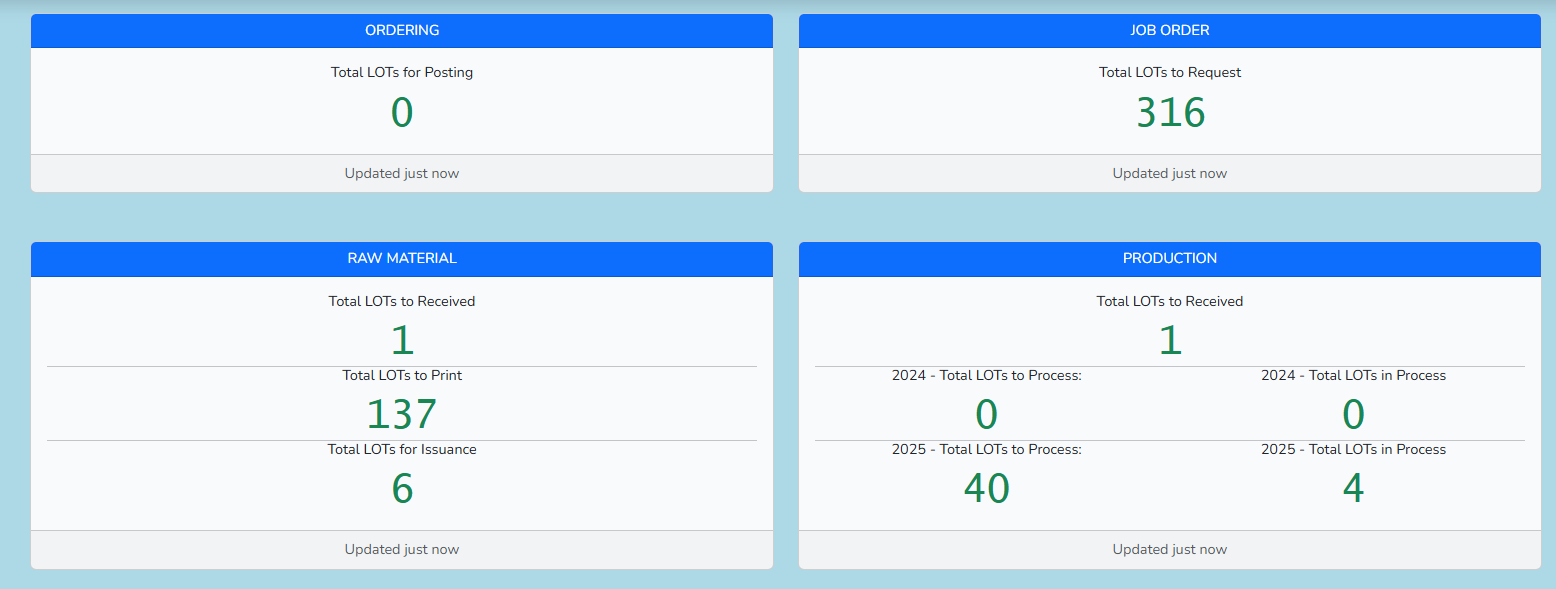 ORDERING
Total LOTs for Posting
0
Updated just now
JOB ORDER
Total LOTs to Request
316
Updated just now
RAW MATERIAL
Total LOTs to Received
1
Total LOTs to Print
137
Total LOTs for Issuance
6
Updated just now
PRODUCTION
Total LOTs to Received
1
2024 - Total LOTs to Process:
0
2024 - Total LOTs in Process
0
2025 - Total LOTs to Process:
40
2025 - Total LOTs in Process
4
Updated just now